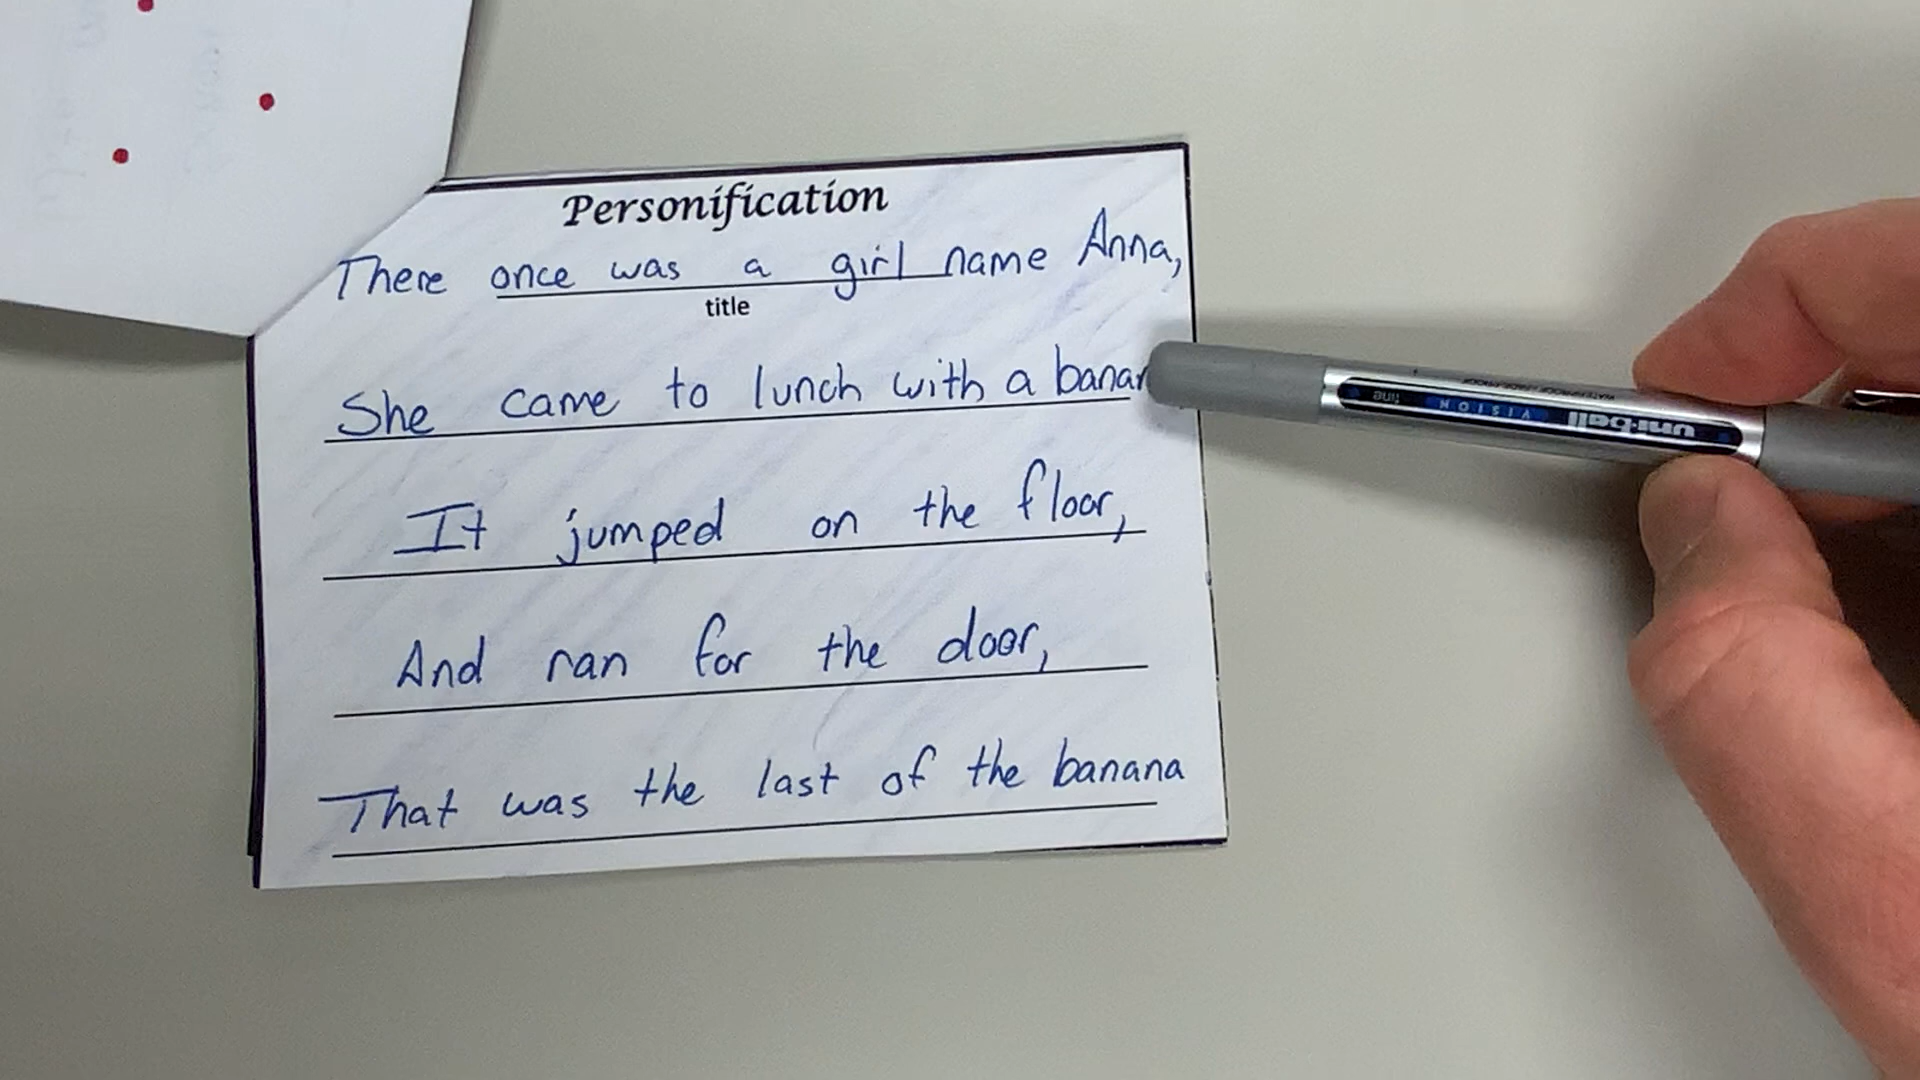 Personification
There once was a girl name Anna,
title
She came to lunch with a
It jumped on the floor,
And ran for the door,
That was the last of the banana
uni-ball VISION fine